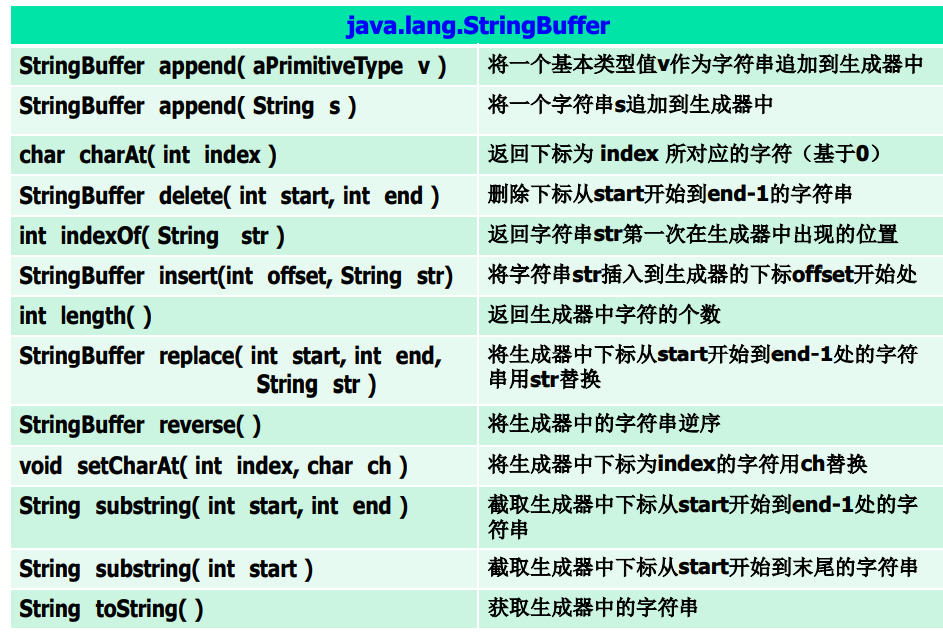 java.lang.StringBuffer
StringBuffer append( aPrimitiveType v )
将一个基本类型值v作为字符串追加到生成器中
StringBuffer append( String s )
将一个字符串s追加到生成器中
char charAt( int index )
返回下标为 index 所对应的字符（基于0）
StringBuffer delete( int start, int end )
删除下标从start开始到end-1的字符串
int indexOf( String str )
返回字符串str第一次在生成器中出现的位置
StringBuffer insert(int offset, String str)
将字符串str插入到生成器的下标offset开始处
int length( )
返回生成器中字符的个数
StringBuffer replace( int start, int end,
String str )
将生成器中下标从start开始到end-1处的字符
串用str替换
StringBuffer reverse( )
将生成器中的字符串逆序
void setCharAt( int index, char ch )
将生成器中下标为index的字符用ch替换
String substring( int start, int end )
截取生成器中下标从start开始到end-1处的字
符串
String substring( int start )
截取生成器中下标从start开始到末尾的字符串
String toString( )
获取生成器中的字符串